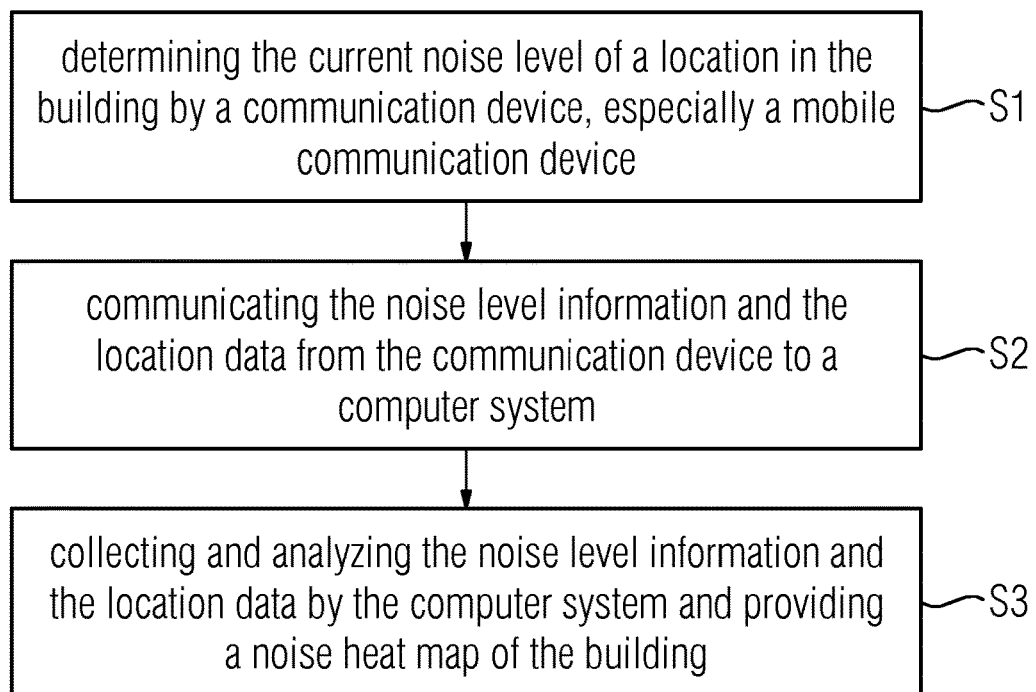 determining the current noise level of a location in the
building by a communication device, especially a mobile
communication device
S1
communicating the noise level information and the
location data from the communication device to a
computer system
S2
collecting and analyzing the noise level information and
the location data by the computer system and providing
a noise heat map of the building
S3